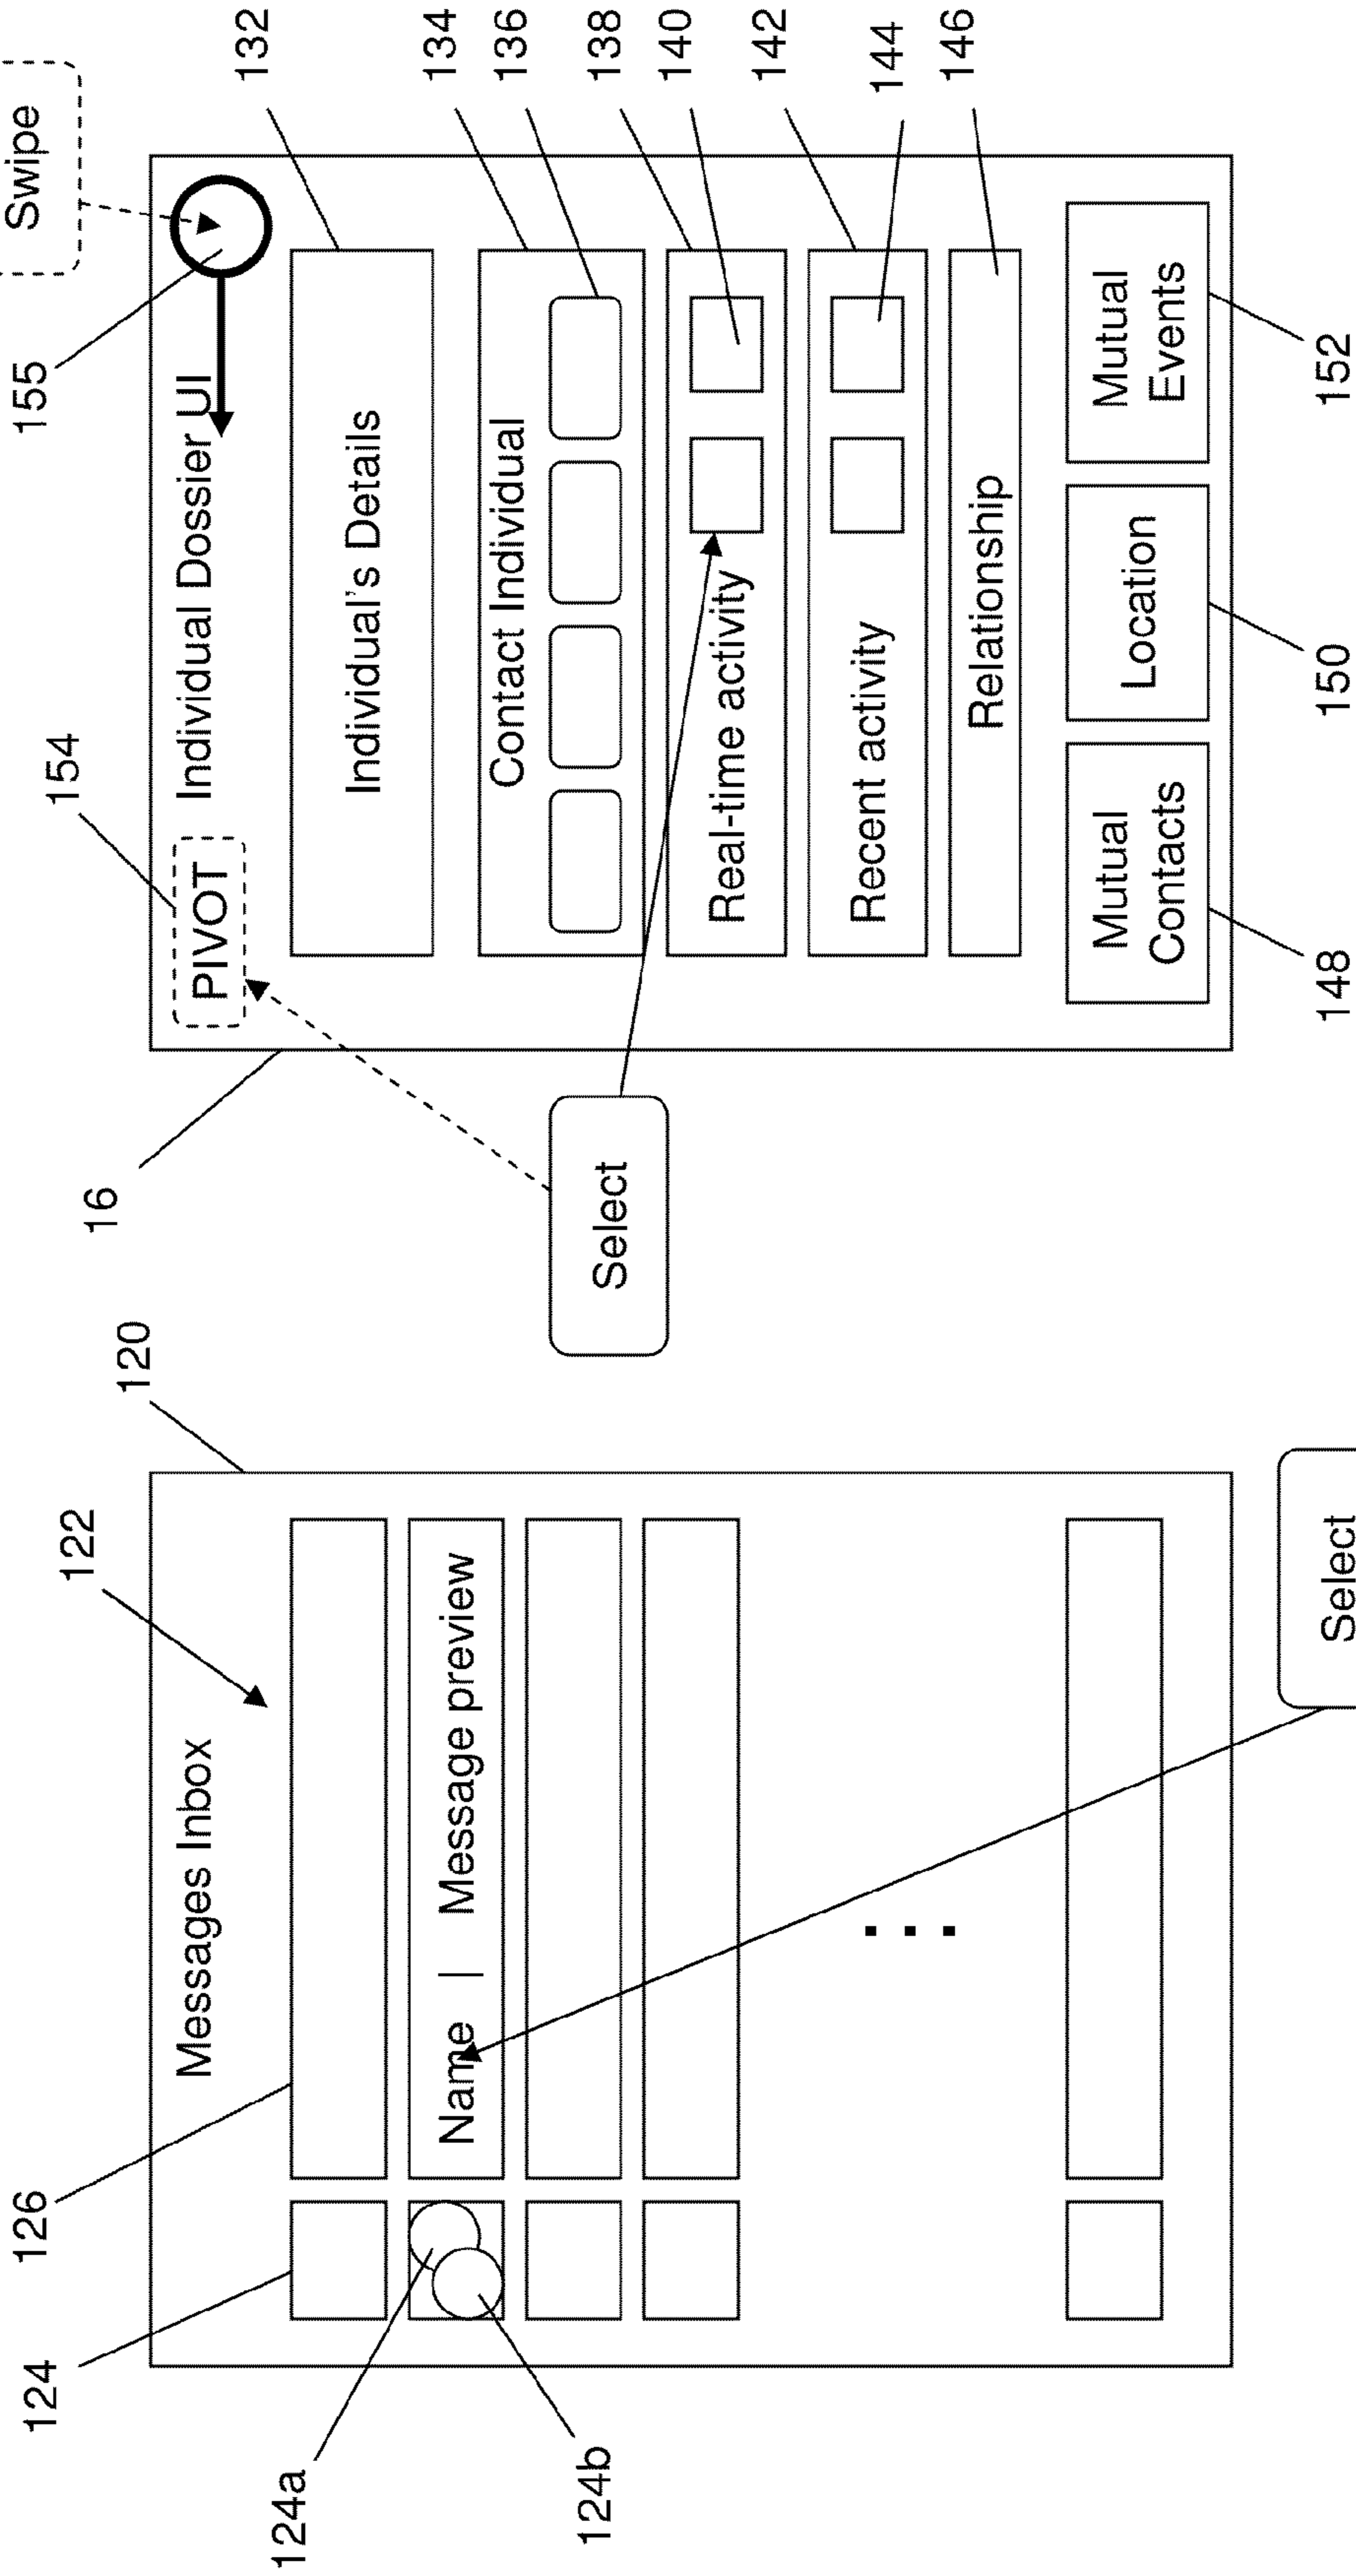 120
122
Messages Inbox
126
124
Name | Message preview
124a
124b
...
Select
16
154
155
Swipe
PIVOT
Individual Dossier UI
132
Individual's Details
134
Contact Individual
136
Select
138
Real-time activity
140
142
Recent activity
144
Relationship
146
Mutual
Contacts
Location
Mutual
Events
148
150
152